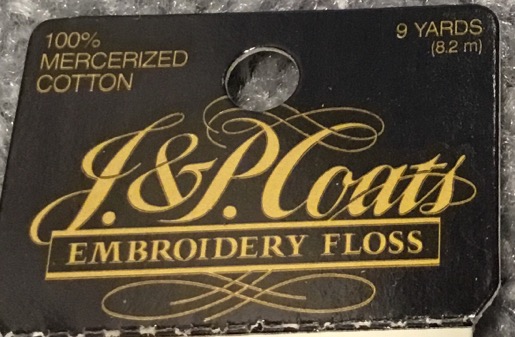 100%
MERCERIZED
COTTON
9 YARDS
(8.2 m)
J.&P. Coats
EMBROIDERY FLOSS